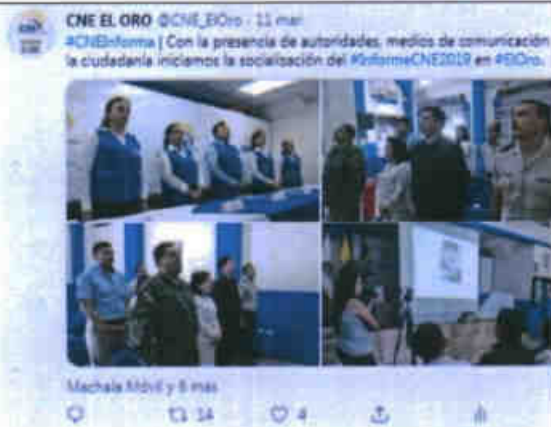 CNE EL ORO @CNE_ElOro · 11 mar
#CNEInforma | Con la presencia de autoridades, medios de comunicación
la ciudadanía iniciamos la socialización del #InformeCNE2019 en #ElOro.
Machala Móvil y 8 más
14 4